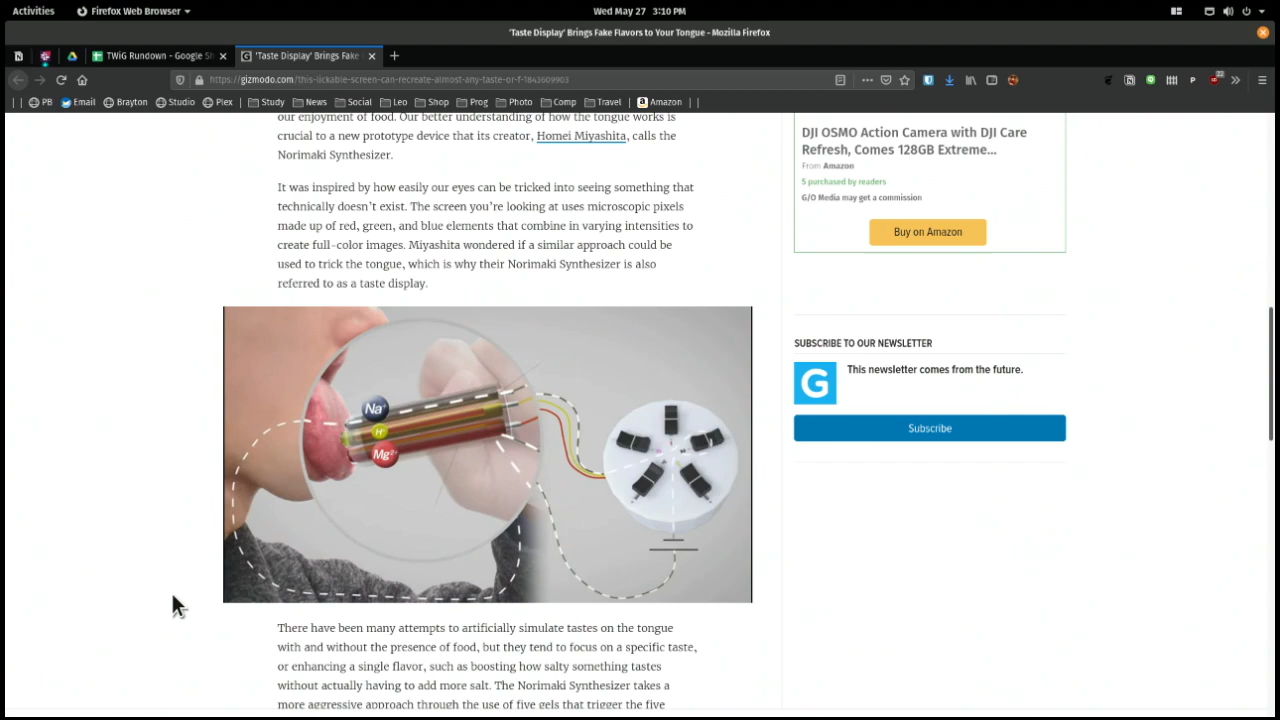 Activities
Firefox Web Browser
Wed May 27 3:10 PM
'Taste Display' Brings Fake Flavors to Your Tongue - Mozilla Firefox
TWiG Rundown - Google Sh
'Taste Display' Brings Fake
https://gizmodo.com/this-lickable-screen-can-recreate-almost-any-taste-or-f-1843609903
22
PB
Email
Brayton
Studio
Plex
Study
News
Social
Leo
Shop
Prog
Photo
Comp
Travel
Amazon
our enjoyment of food. Our better understanding of how the tongue works is
crucial to a new prototype device that its creator, Homei Miyashita, calls the
Norimaki Synthesizer.
It was inspired by how easily our eyes can be tricked into seeing something that
technically doesn't exist. The screen you're looking at uses microscopic pixels
made up of red, green, and blue elements that combine in varying intensities to
create full-color images. Miyashita wondered if a similar approach could be
used to trick the tongue, which is why their Norimaki Synthesizer is also
referred to as a taste display.
Na+
H+
Mg2+
There have been many attempts to artificially simulate tastes on the tongue
with and without the presence of food, but they tend to focus on a specific taste,
or enhancing a single flavor, such as boosting how salty something tastes
without actually having to add more salt. The Norimaki Synthesizer takes a
more aggressive approach through the use of five gels that trigger the five
DJI OSMO Action Camera with DJI Care
Refresh, Comes 128GB Extreme...
From Amazon
5 purchased by readers
G/O Media may get a commission
Buy on Amazon
SUBSCRIBE TO OUR NEWSLETTER
G
This newsletter comes from the future.
Subscribe